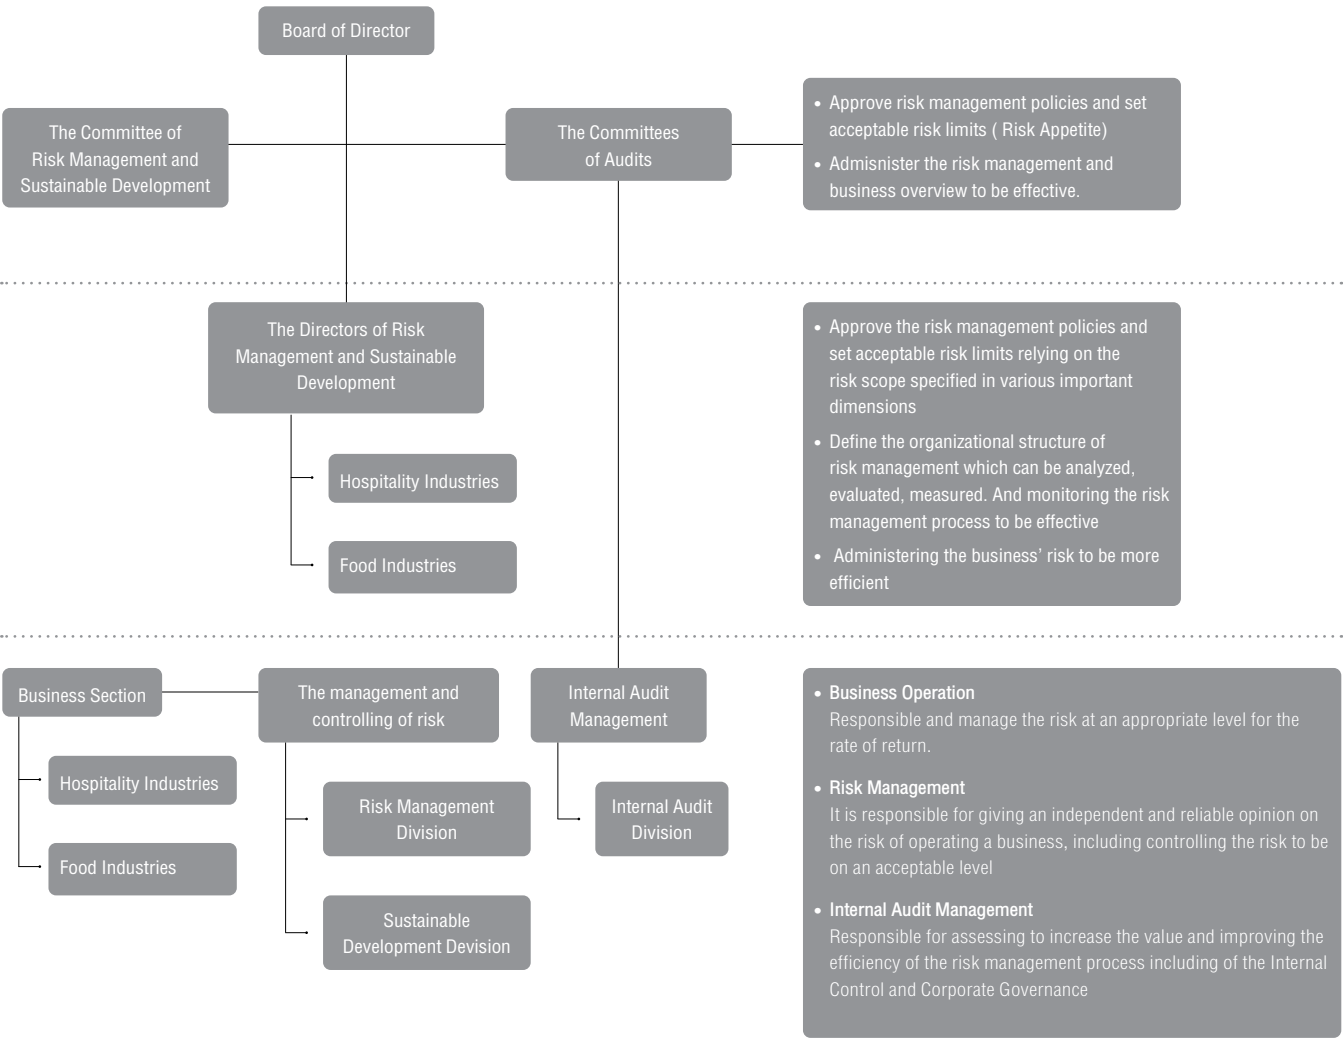 Board of Director
The Committee of
Risk Management and
Sustainable Development
The Committees
of Audits
• Approve risk management policies and set
acceptable risk limits ( Risk Appetite)
• Admisnister the risk management and
business overview to be effective.
The Directors of Risk
Management and Sustainable
Development
Hospitality Industries
Food Industries
• Approve the risk management policies and
set acceptable risk limits relying on the
risk scope specified in various important
dimensions
• Define the organizational structure of
risk management which can be analyzed,
evaluated, measured. And monitoring the risk
management process to be effective
• Administering the business’ risk to be more
efficient
Business Section
Hospitality Industries
Food Industries
The management and
controlling of risk
Risk Management
Division
Sustainable
Development Devision
Internal Audit
Management
Internal Audit
Division
• Business Operation
Responsible and manage the risk at an appropriate level for the
rate of return.
• Risk Management
It is responsible for giving an independent and reliable opinion on
the risk of operating a business, including controlling the risk to be
on an acceptable level
• Internal Audit Management
Responsible for assessing to increase the value and improving the
efficiency of the risk management process including of the Internal
Control and Corporate Governance